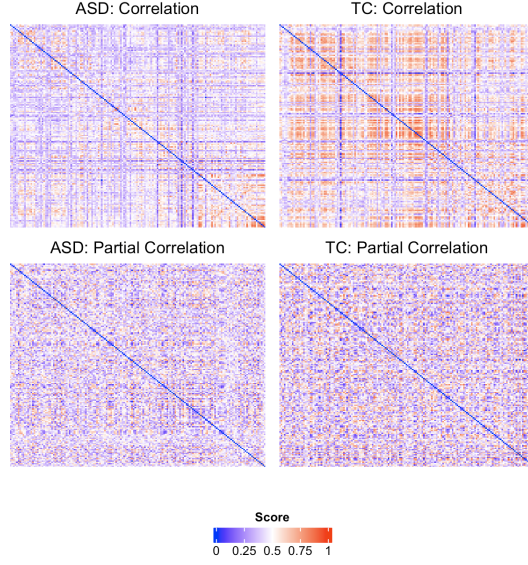 ASD: Correlation
TC: Correlation
ASD: Partial Correlation
TC: Partial Correlation
Score
0 0.25 0.5 0.75 1